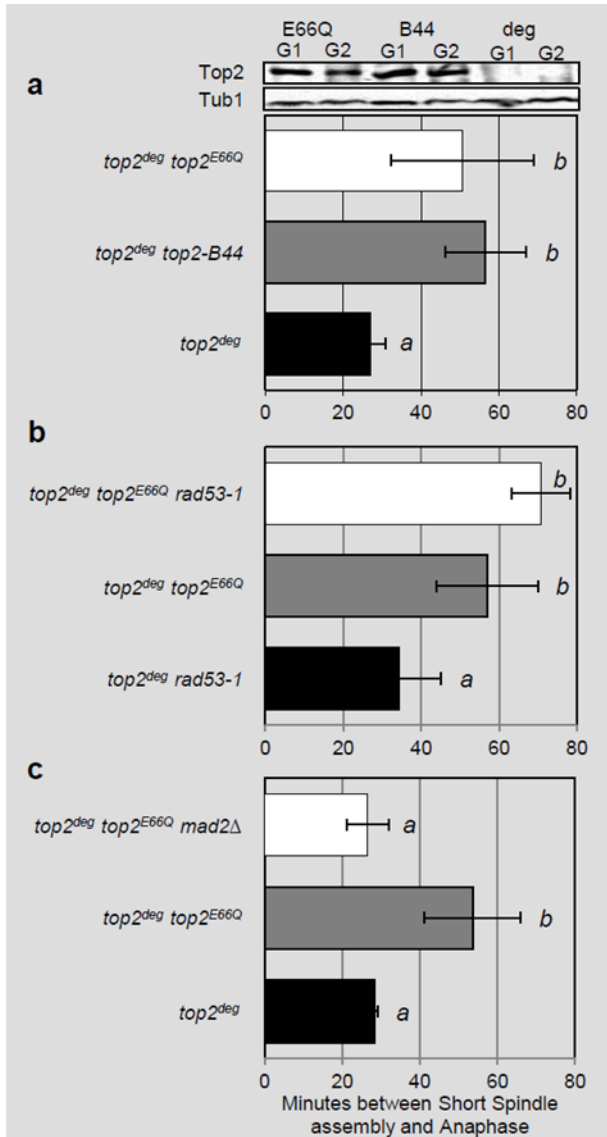 E66Q B44 deg
G1 G2 G1 G2 G1 G2
a
Top2
Tub1
top2deg top2E66Q
b
top2deg top2-B44
b
top2deg
a
0 20 40 60 80
b
top2deg top2E66Q rad53-1
b
top2deg top2E66Q
b
top2deg rad53-1
a
0 20 40 60 80
c
top2deg top2E66Q mad2Δ
a
top2deg top2E66Q
b
top2deg
a
0 20 40 60 80
Minutes between Short Spindle
assembly and Anaphase